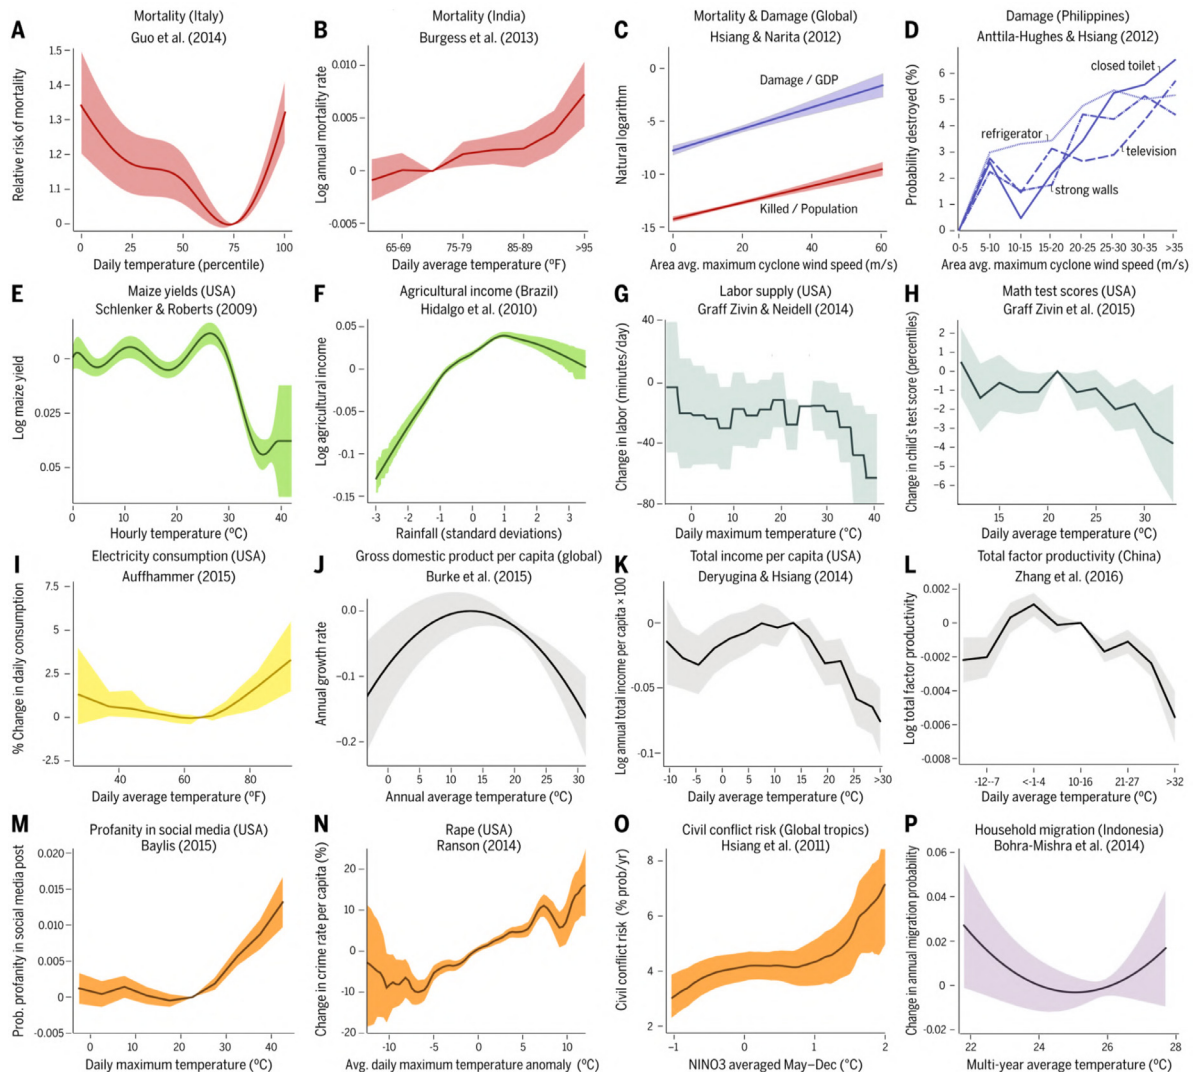 A
Mortality (Italy)
Guo et al. (2014)
Relative risk of mortality
1.5
1.4
1.3
1.2
1.1
0
0 25 50 75 100
Daily temperature (percentile)
B
Mortality (India)
Burgess et al. (2013)
Log annual mortality rate
0.010
0.005
0
-0.005
65-69 75-79 85-89 >95
Daily average temperature (ºF)
C
Mortality & Damage (Global)
Hsiang & Narita (2012)
Natural logarithm
0
-5
-10
-15
Damage / GDP
Killed / Population
0 20 40 60
Area avg. maximum cyclone wind speed (m/s)
D
Damage (Philippines)
Anttila-Hughes & Hsiang (2012)
Probability destroyed (%)
6
5
4
3
2
1
0
closed toilet
refrigerator
television
strong walls
0-5 5-10 10-15 15-20 20-25 25-30 30-35 >35
Area avg. maximum cyclone wind speed (m/s)
E
Maize yields (USA)
Schlenker & Roberts (2009)
Log maize yield
0
0.025
0.05
0 10 20 30 40
Hourly temperature (ºC)
F
Agricultural income (Brazil)
Hidalgo et al. (2010)
Log agricultural income
0.05
0
-0.05
-0.1
-0.15
-3 -2 -1 0 1 2 3
Rainfall (standard deviations)
G
Labor supply (USA)
Graff Zivin & Neidell (2014)
Change in labor (minutes/day)
40
0
-40
-80
0 10 20 30 40
Daily maximum temperature (ºC)
H
Math test scores (USA)
Graff Zivin et al. (2015)
Change in child's test score (percentiles)
2
1
0
-1
-2
-3
-4
-5
-6
15 20 25 30
Daily average temperature (ºC)
I
Electricity consumption (USA)
Auffhammer (2015)
% Change in daily consumption
7.5
5
2.5
0
-2.5
40 60 80
Daily average temperature (ºF)
J
Gross domestic product per capita (global)
Burke et al. (2015)
Annual growth rate
0.0
-0.1
-0.2
0 5 10 15 20 25 30
Annual average temperature (ºC)
K
Total income per capita (USA)
Deryugina & Hsiang (2014)
Log annual total income per capita × 100
0
-0.05
-0.1
-10 -5 0 5 10 15 20 25 >30
Daily average temperature (ºC)
L
Total factor productivity (China)
Zhang et al. (2016)
Log total factor productivity
0.002
0
-0.002
-0.004
-0.006
-0.008
-12--7 <-1-4 10-16 21-27 >32
Daily average temperature (ºC)
M
Profanity in social media (USA)
Baylis (2015)
Prob. profanity in social media post
0.020
0.015
0.010
0.005
0
-0.005
0 10 20 30 40
Daily maximum temperature (ºC)
N
Rape (USA)
Ranson (2014)
Change in crime rate per capita (%)
20
10
0
-10
-20
-10 -5 0 5 10
Avg. daily maximum temperature anomaly (ºC)
O
Civil conflict risk (Global tropics)
Hsiang et al. (2011)
Civil conflict risk (% prob/yr)
8
6
4
2
−1 0 1 2
NINO3 averaged May−Dec (°C)
P
Household migration (Indonesia)
Bohra-Mishra et al. (2014)
Change in annual migration probability
0.06
0.04
0.02
0
-0.02
22 24 26 28
Multi-year average temperature (ºC)